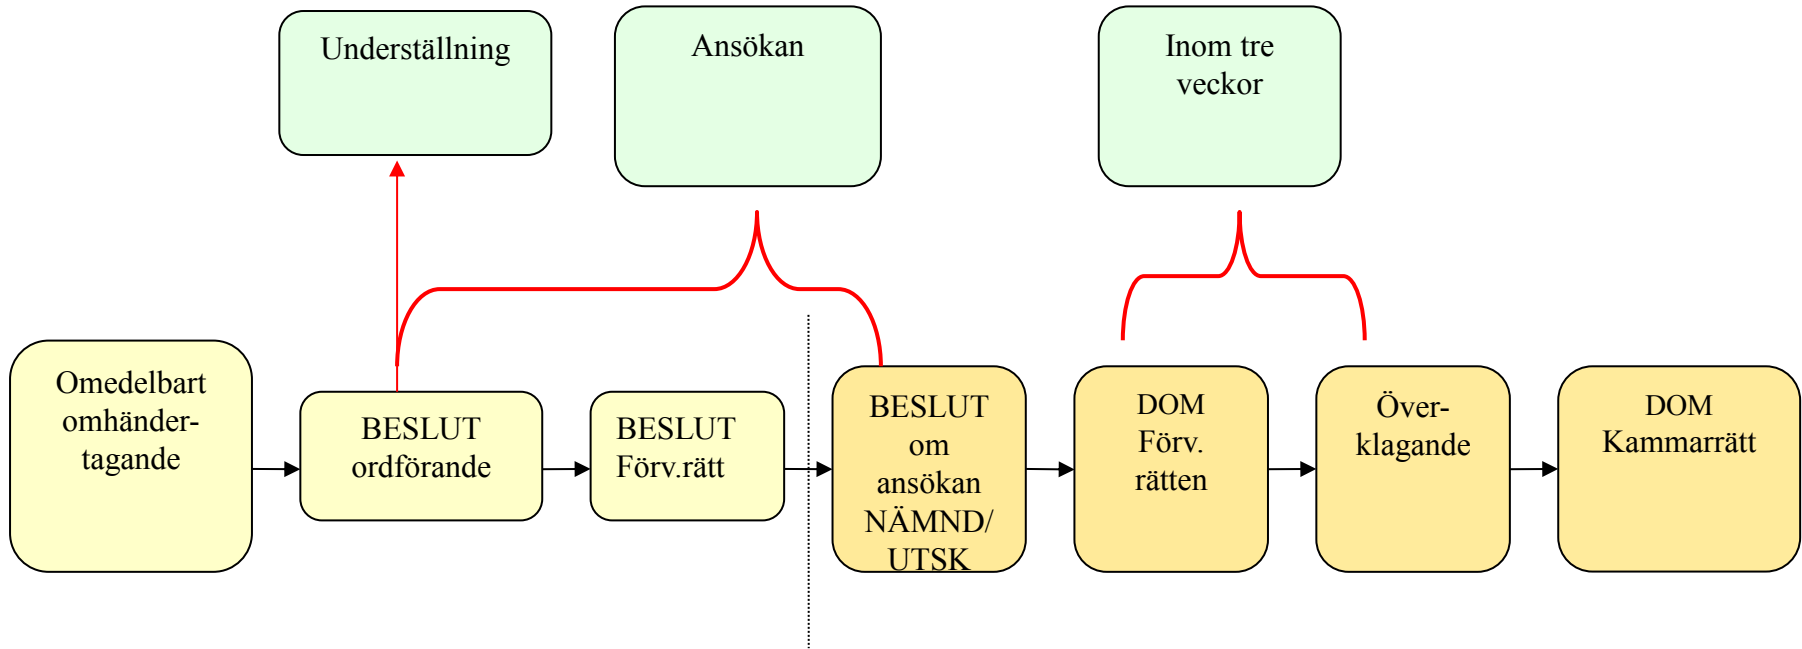 Underställning
Ansökan
Inom tre
veckor
Omedelbart
omhänder-
tagande
BESLUT
ordförande
BESLUT
Förv.rätt
BESLUT
om
ansökan
NÄMND/
UTSK
DOM
Förv.
rätten
Över-
klagande
DOM
Kammarrätt